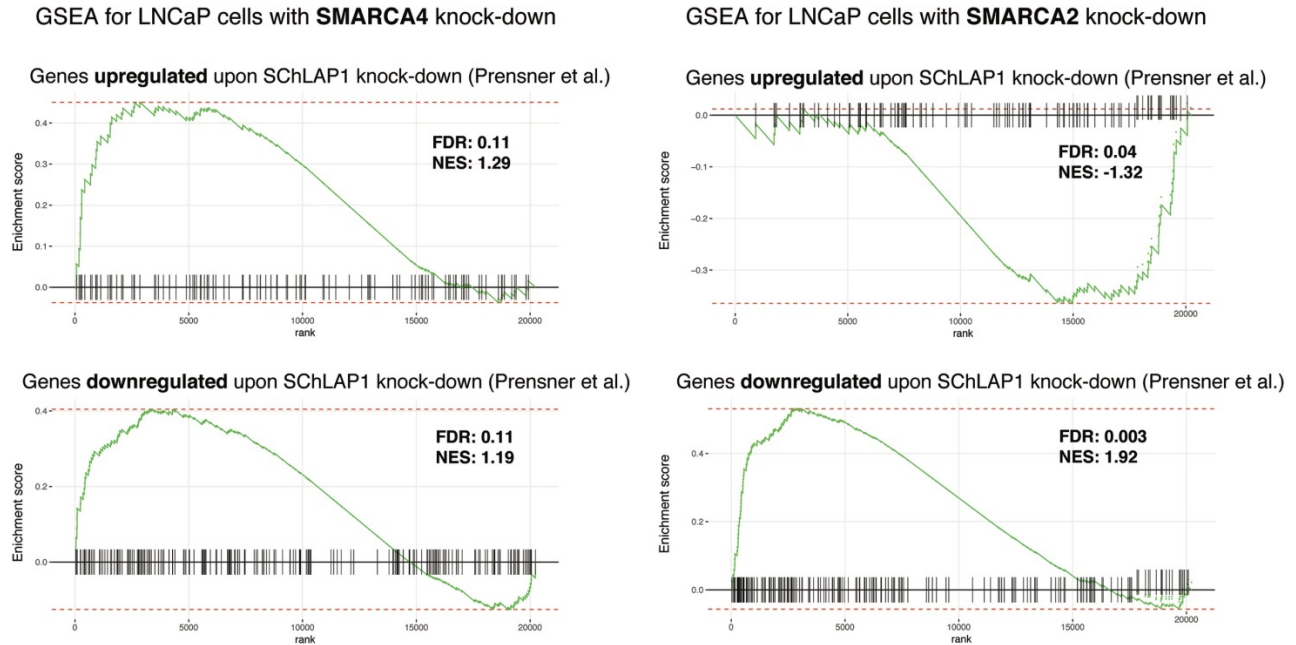 GSEA for LNCaP cells with SMARCA4 knock-down
Genes upregulated upon SChLAP1 knock-down (Prensner et al.)
Enichment score
0.4
0.3
0.2
0.1
0.0
FDR: 0.11
NES: 1.29
0
5000
10000
15000
20000
rank
Genes downregulated upon SChLAP1 knock-down (Prensner et al.)
Enichment score
0.4
0.2
0.0
FDR: 0.11
NES: 1.19
0
5000
10000
15000
20000
rank
GSEA for LNCaP cells with SMARCA2 knock-down
Genes upregulated upon SChLAP1 knock-down (Prensner et al.)
Enichment score
0.0
−0.1
−0.2
−0.3
FDR: 0.04
NES: -1.32
0
5000
10000
15000
20000
rank
Genes downregulated upon SChLAP1 knock-down (Prensner et al.)
Enichment score
0.4
0.2
0.0
FDR: 0.003
NES: 1.92
0
5000
10000
15000
20000
rank